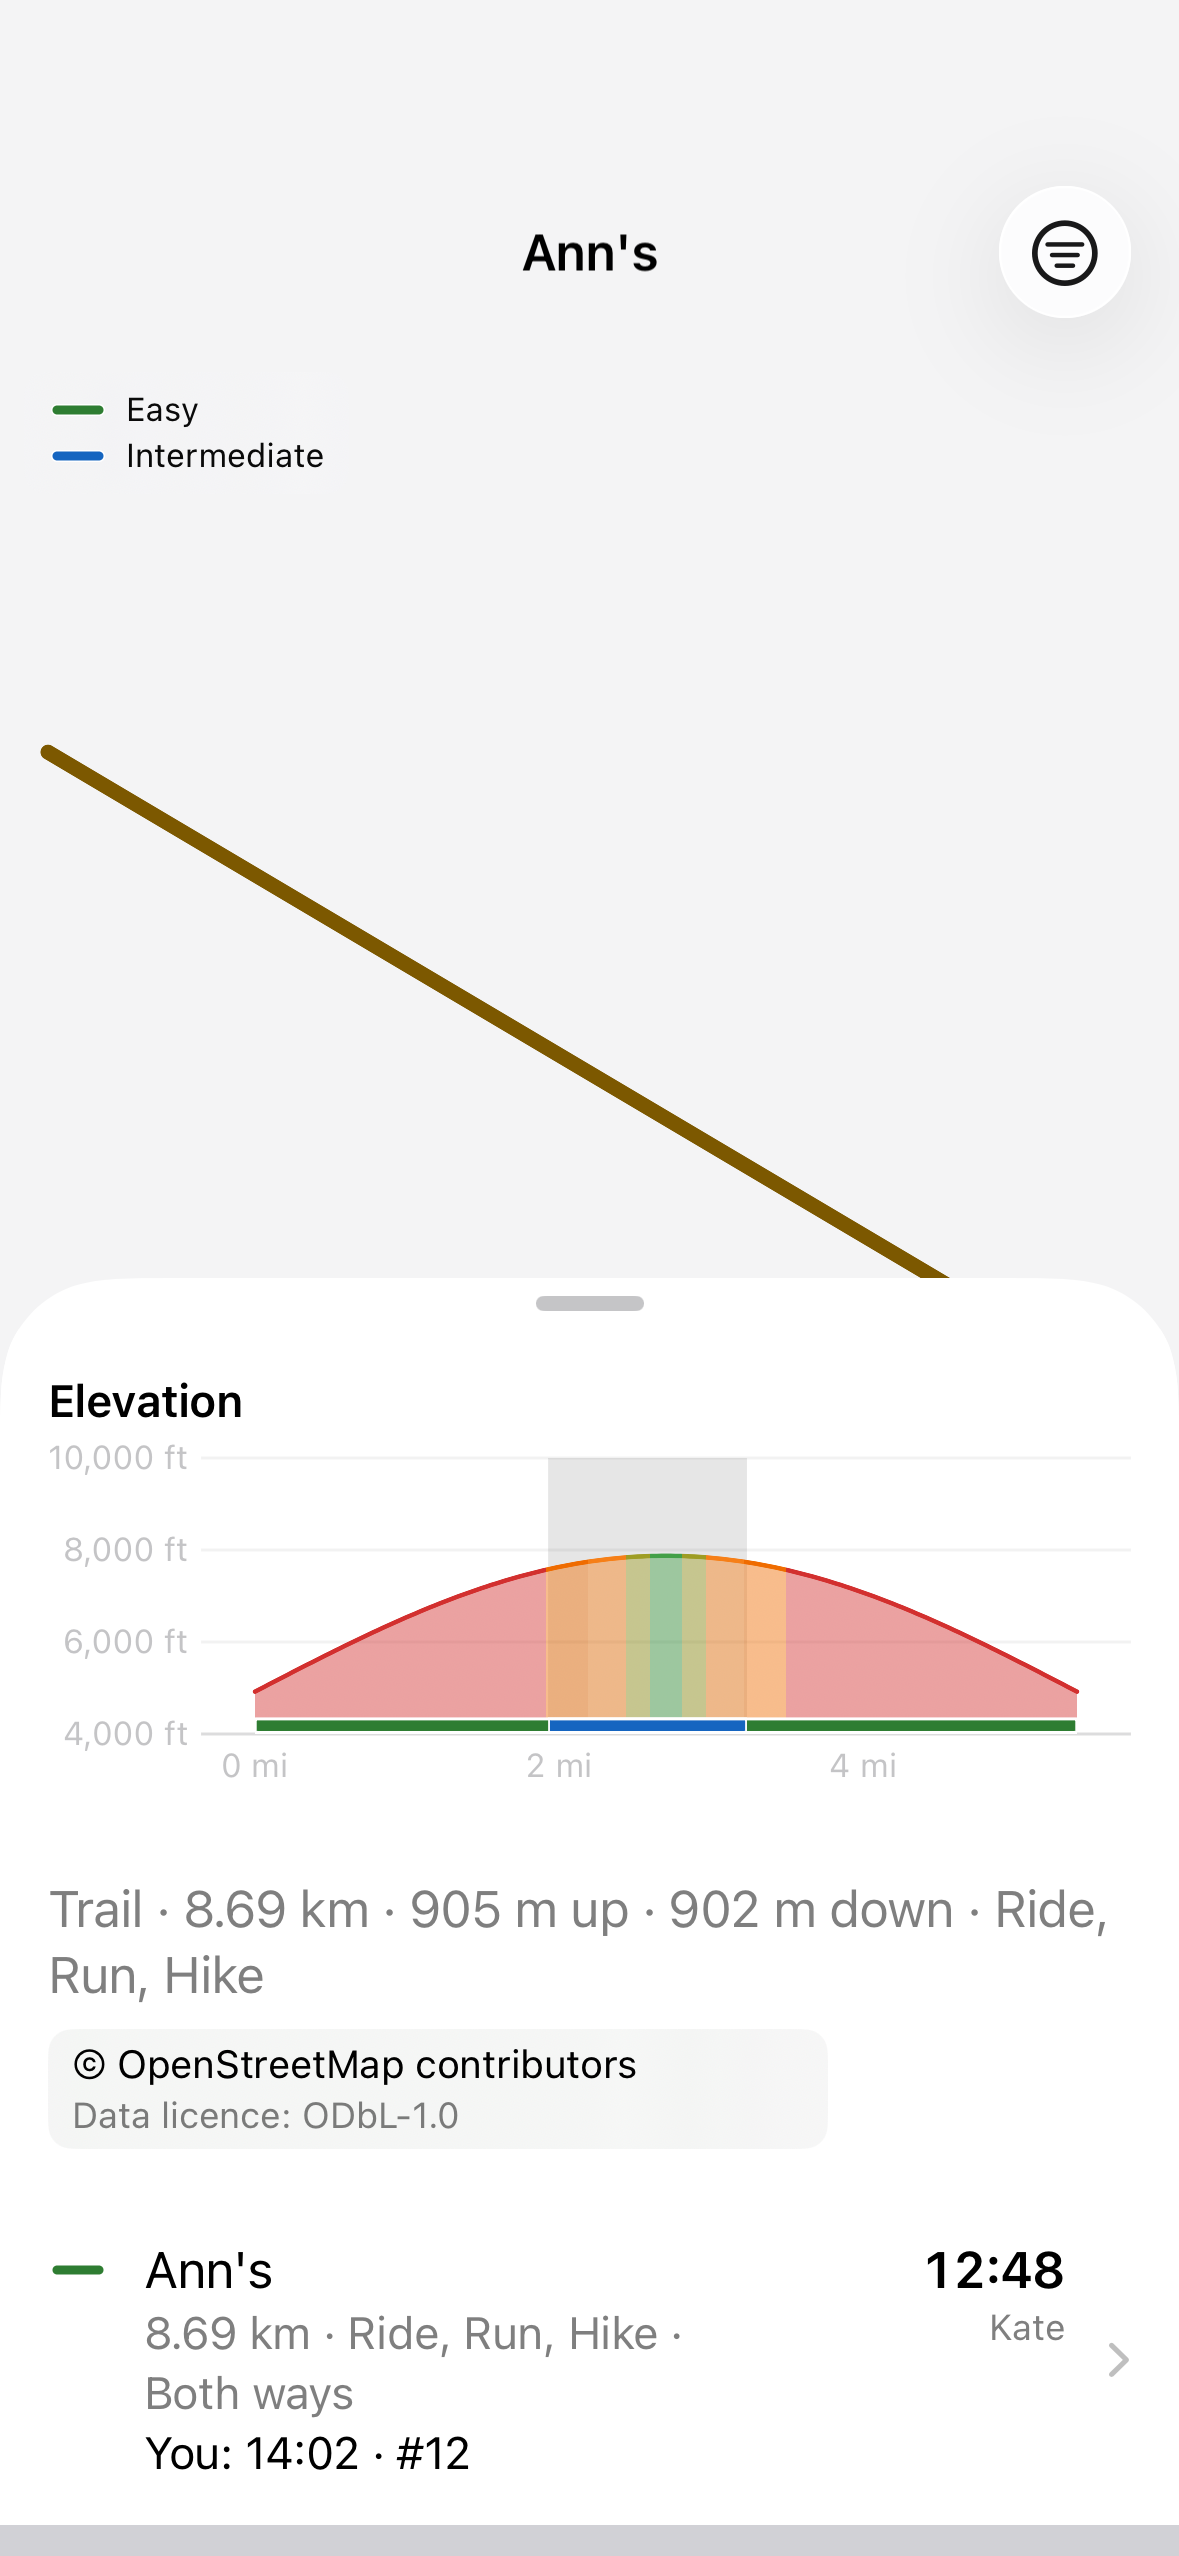 Ann's
Easy
Intermediate
Elevation
10,000 ft
8,000 ft
6,000 ft
4,000 ft
0 mi 2 mi 4 mi
Trail · 8.69 km · 905 m up · 902 m down · Ride,
Run, Hike
© OpenStreetMap contributors
Data licence: ODbL-1.0
Ann's 12:48
8.69 km · Ride, Run, Hike · Kate
Both ways
You: 14:02 · #12